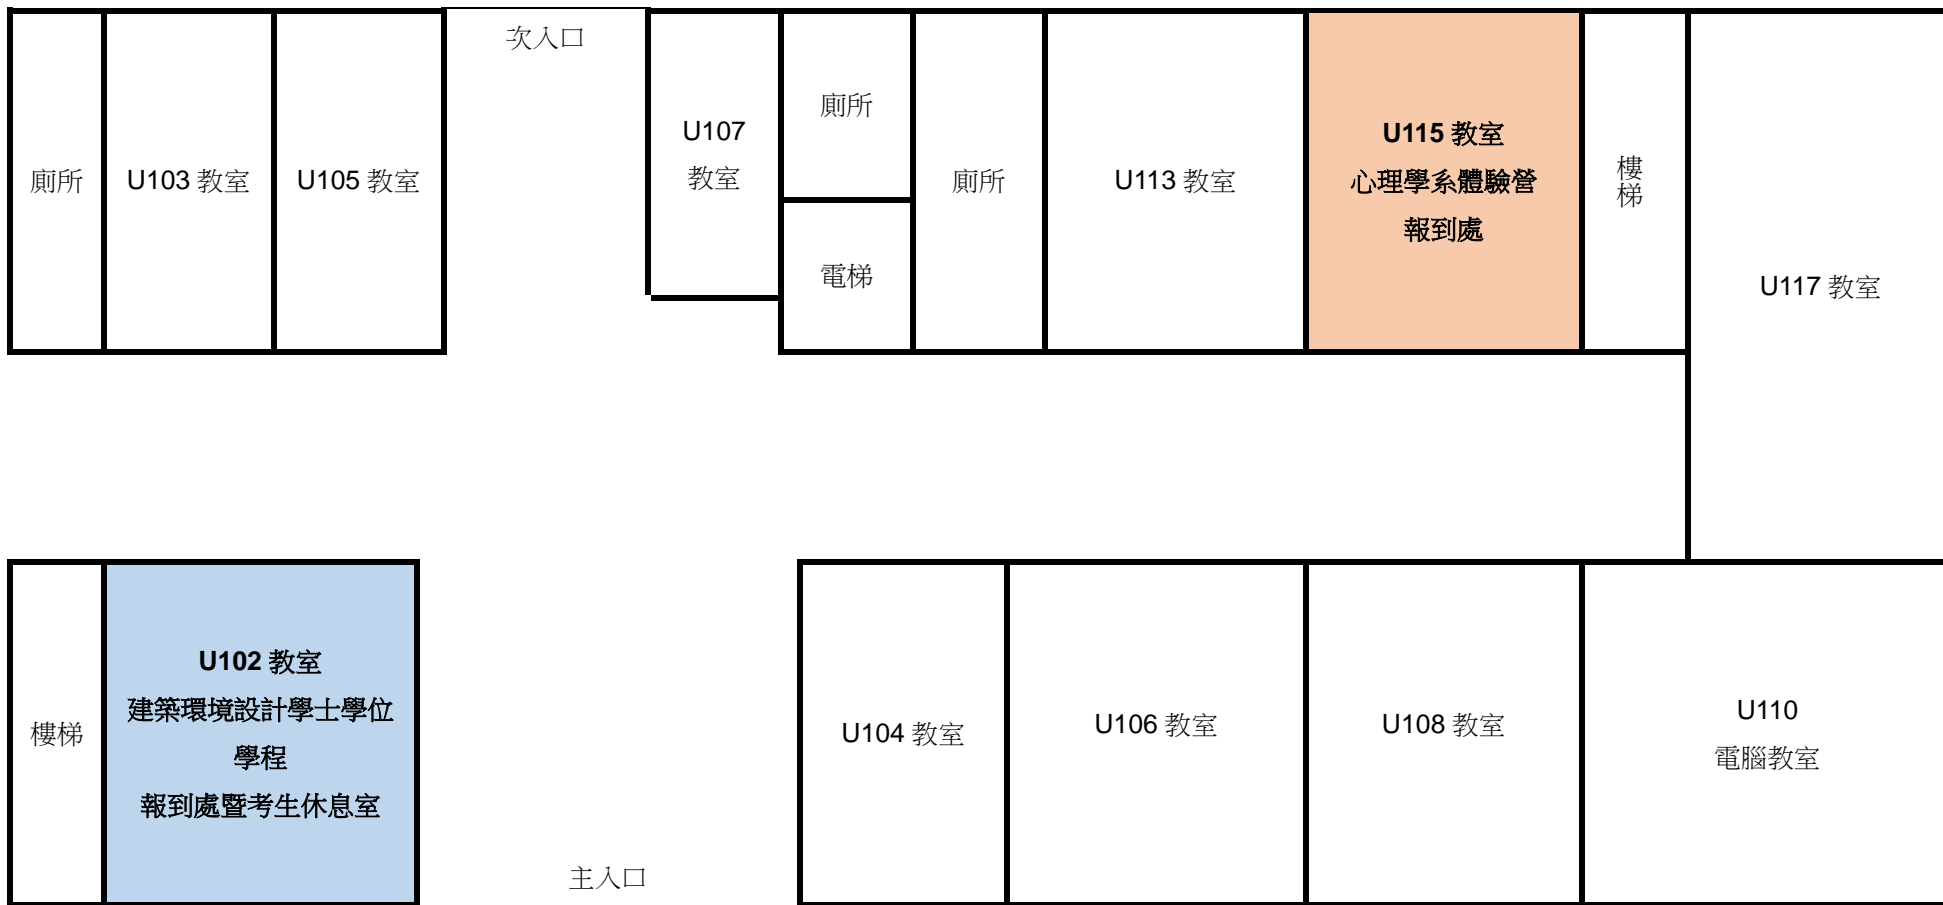 次入口
廁所
U103 教室
U105 教室
U107
教室
廁所
電梯
廁所
U113 教室
U115 教室
心理學系體驗營
報到處
樓梯
U117 教室
樓梯
U102 教室
建築環境設計學士學位
學程
報到處暨考生休息室
主入口
U104 教室
U106 教室
U108 教室
U110
電腦教室